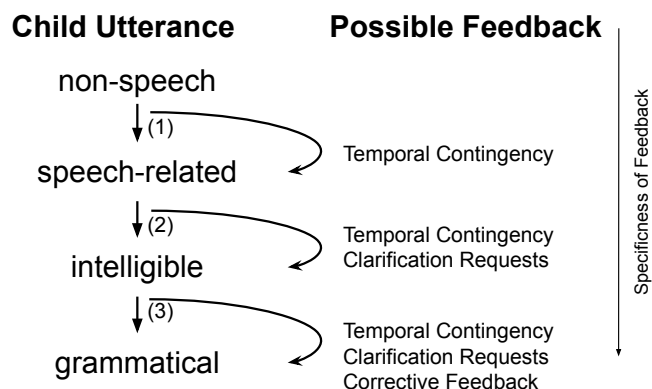 Child Utterance
Possible Feedback
non-speech
(1)
Temporal Contingency
speech-related
(2)
Temporal Contingency
Clarification Requests
intelligible
(3)
Temporal Contingency
Clarification Requests
Corrective Feedback
grammatical
Specificness of Feedback